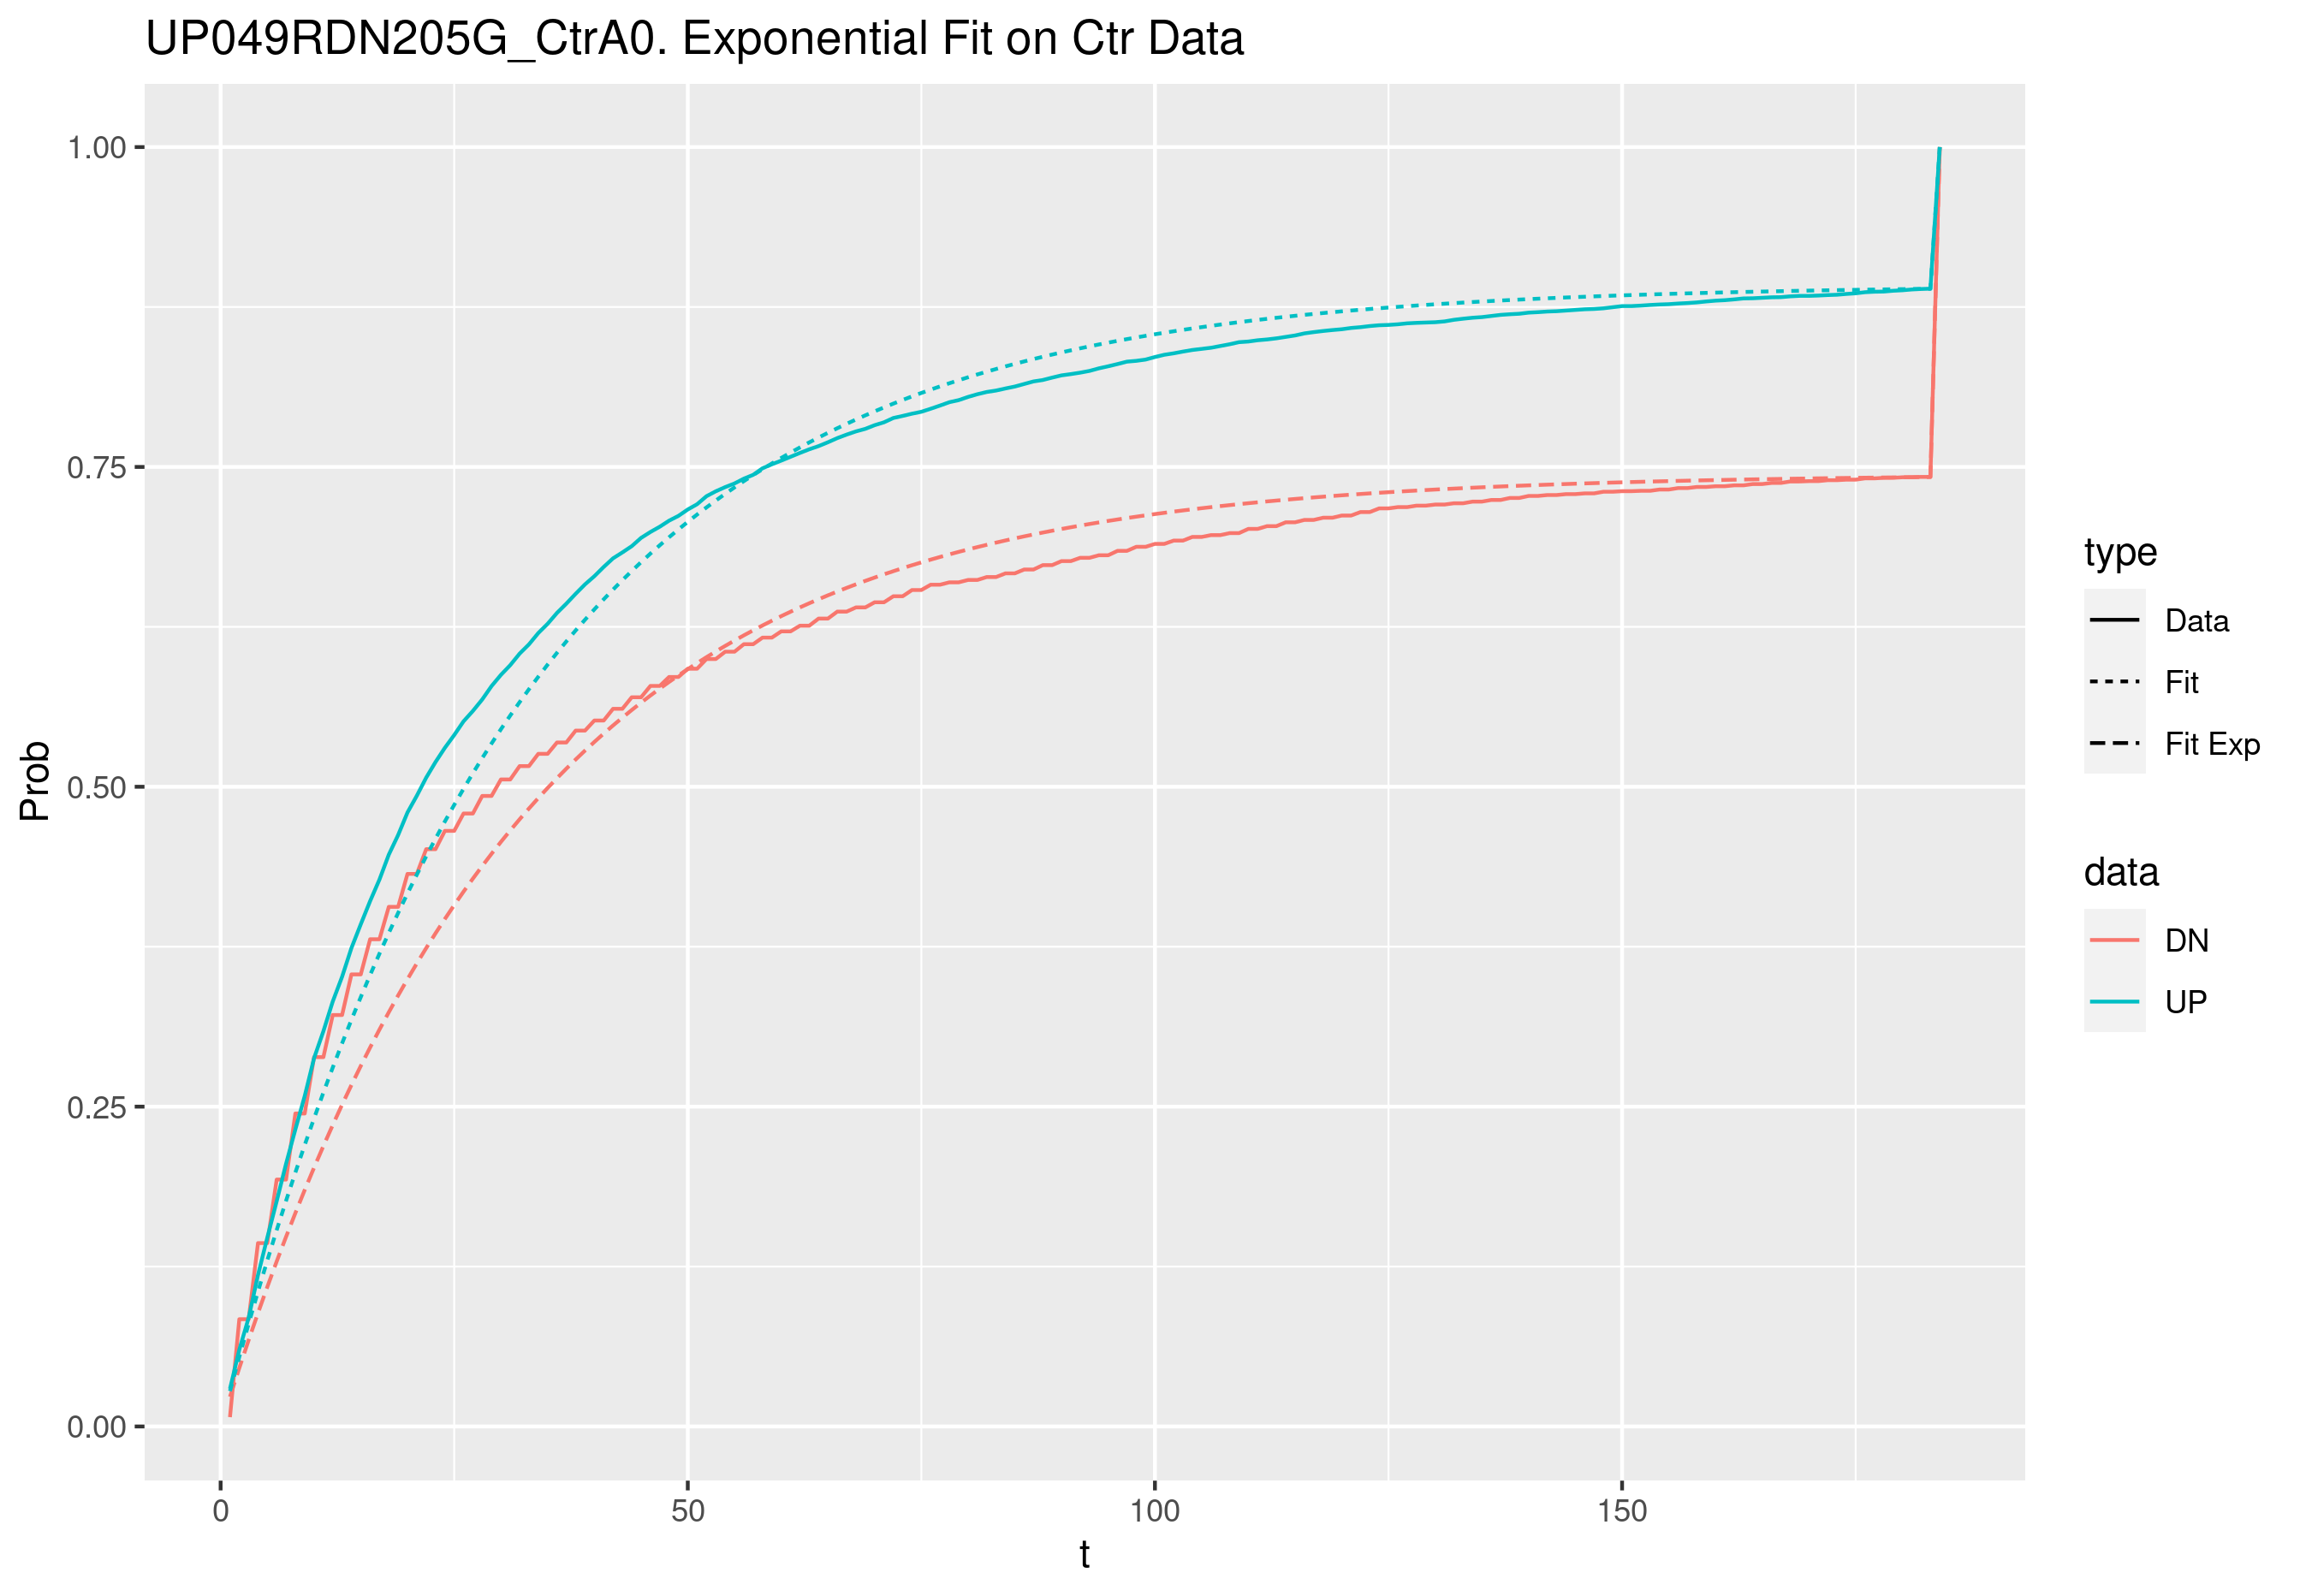 UP049RDN205G_CtrA0. Exponential Fit on Ctr Data
1.00
0.75
0.50
0.25
0.00
Prob
0
50
100
150
t
type
Data
Fit
Fit Exp
data
DN
UP